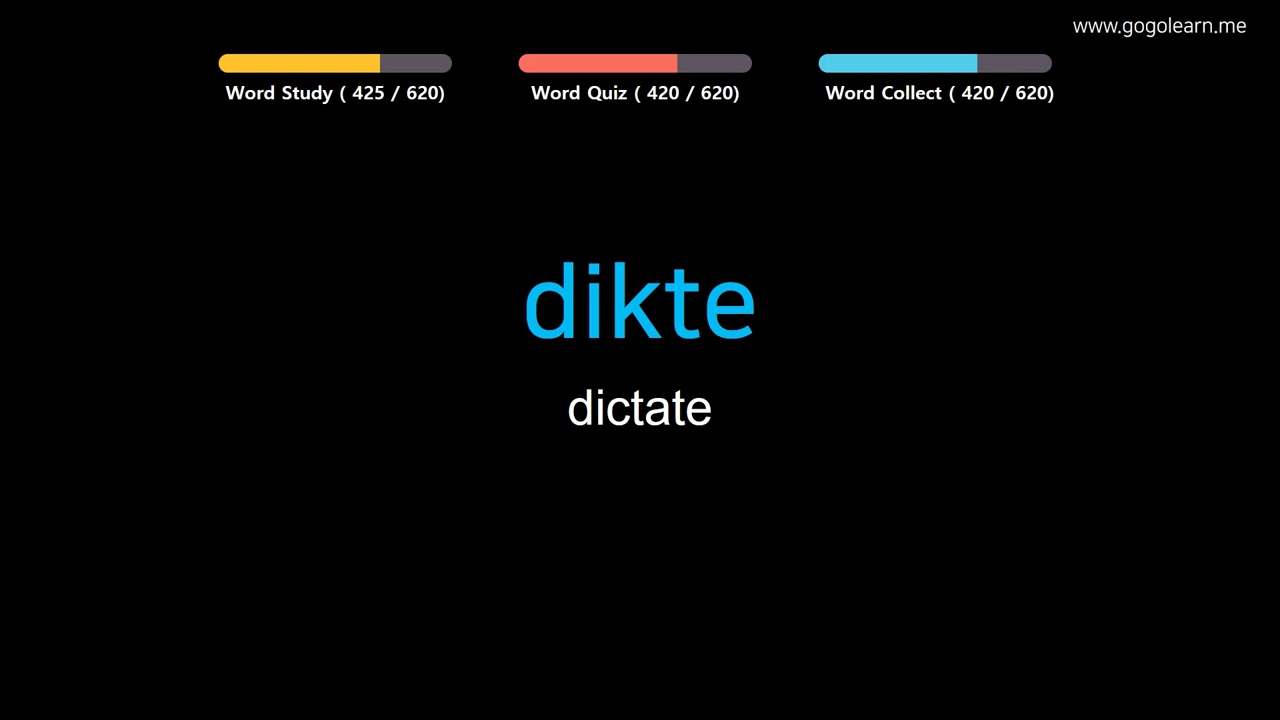 www.gogolearn.me
Word Study ( 425 / 620)
Word Quiz ( 420 / 620)
Word Collect ( 420 / 620)
dikte
dictate